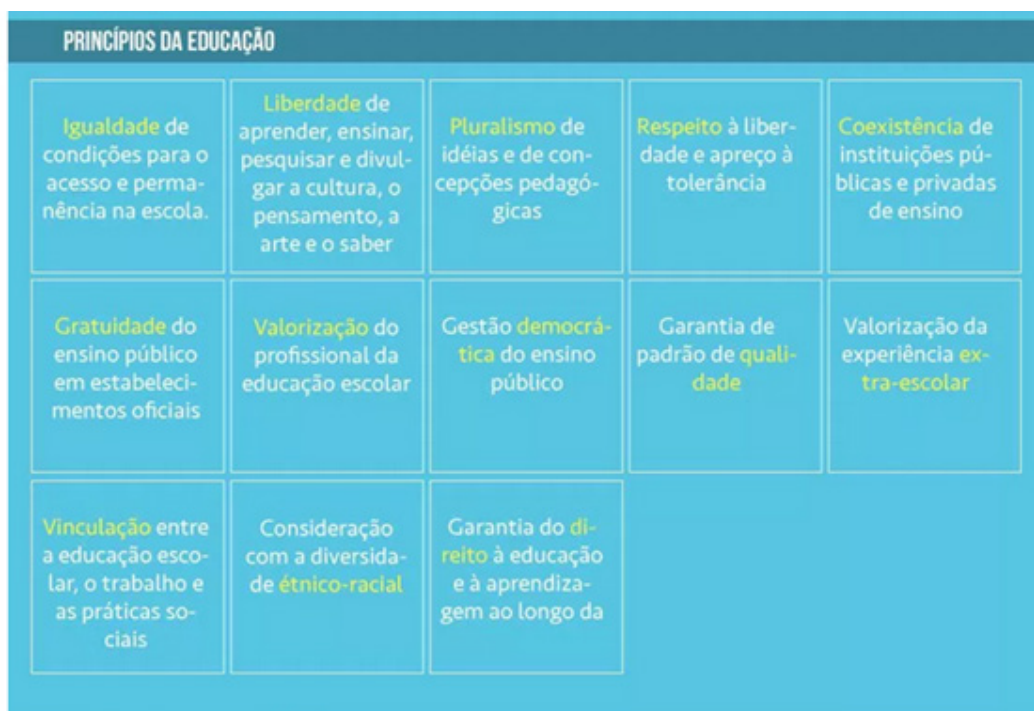 PRINCÍPIOS DA EDUCAÇÃO
Igualdade de
condições para o
acesso e perma-
nência na escola.
Liberdade de
aprender, ensinar,
pesquisar e divul-
gar a cultura, o
pensamento, a
arte e o saber
Pluralismo de
idéias e de con-
cepções pedagó-
gicas
Respeito à liber-
dade e apreço à
tolerância
Coexistência de
instituições pú-
blicas e privadas
de ensino
Gratuidade do
ensino público
em estabeleci-
mentos oficiais
Valorização do
profissional da
educação escolar
Gestão democrá-
tica do ensino
público
Garantia de
padrão de quali-
dade
Valorização da
experiência ex-
tra-escolar
Vinculação entre
a educação esco-
lar, o trabalho e
as práticas so-
ciais
Consideração
com a diversida-
de étnico-racial
Garantia do di-
reito à educação
e à aprendiza-
gem ao longo da